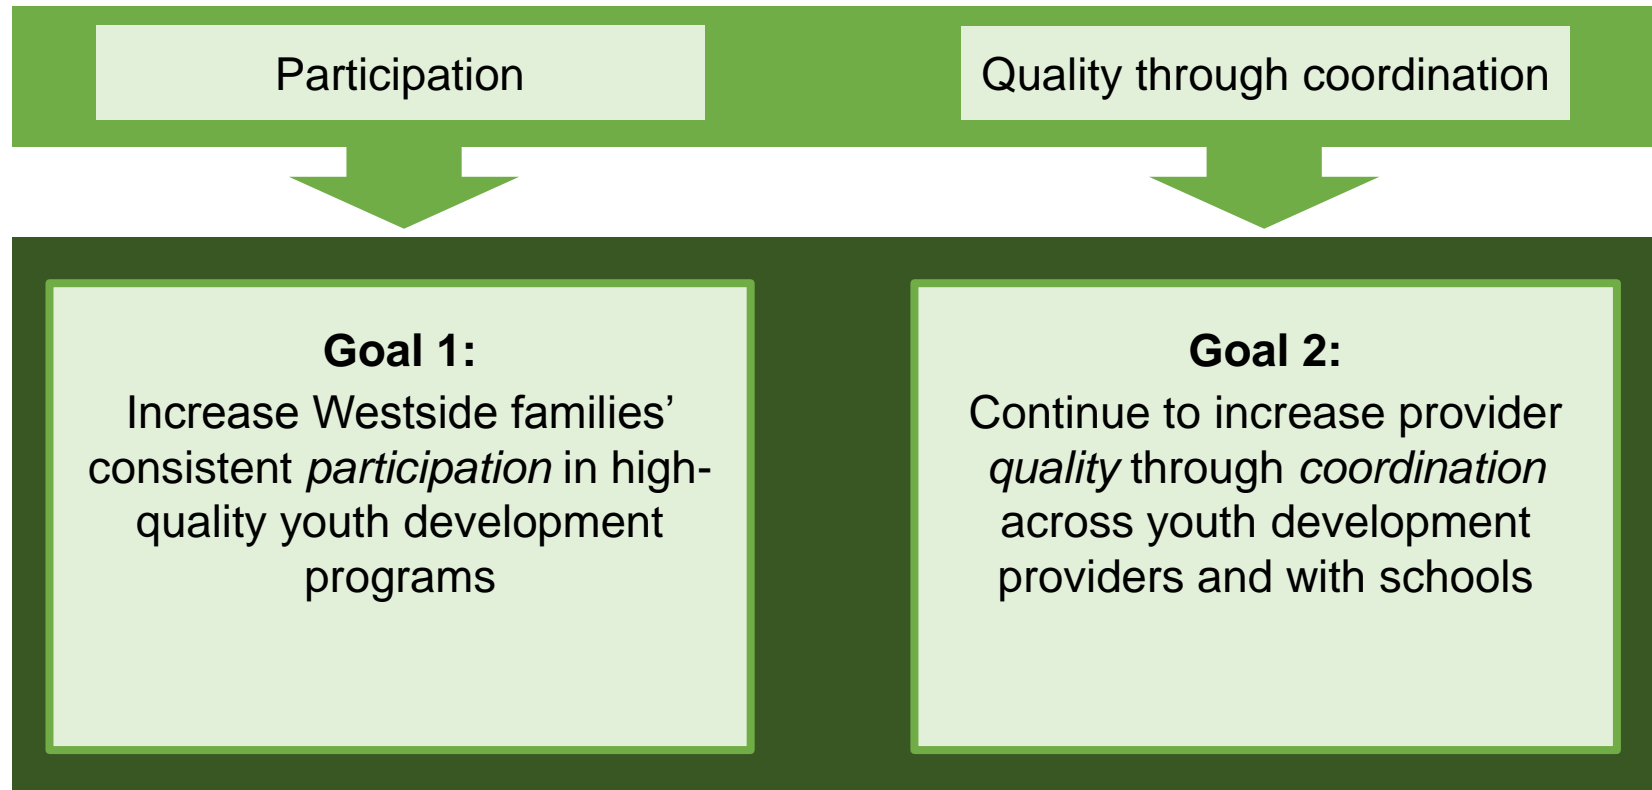 Participation
Quality through coordination
Goal 1:
Increase Westside families’
consistent participation in high-
quality youth development
programs
Goal 2:
Continue to increase provider
quality through coordination
across youth development
providers and with schools